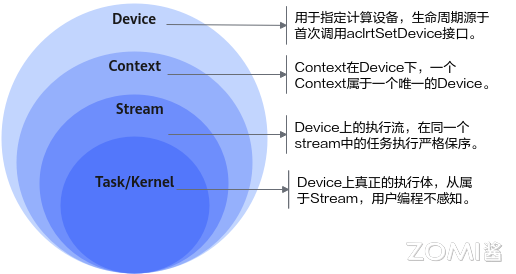 Device
用于指定计算设备，生命周期源于
首次调用aclrtSetDevice接口。
Context
Context在Device下，一个
Context属于一个唯一的Device。
Stream
Device上的执行流，在同一个
stream中的任务执行严格保序。
Task/Kernel
Device上真正的执行体，从属
于Stream，用户编程不感知。
ZOMI酱